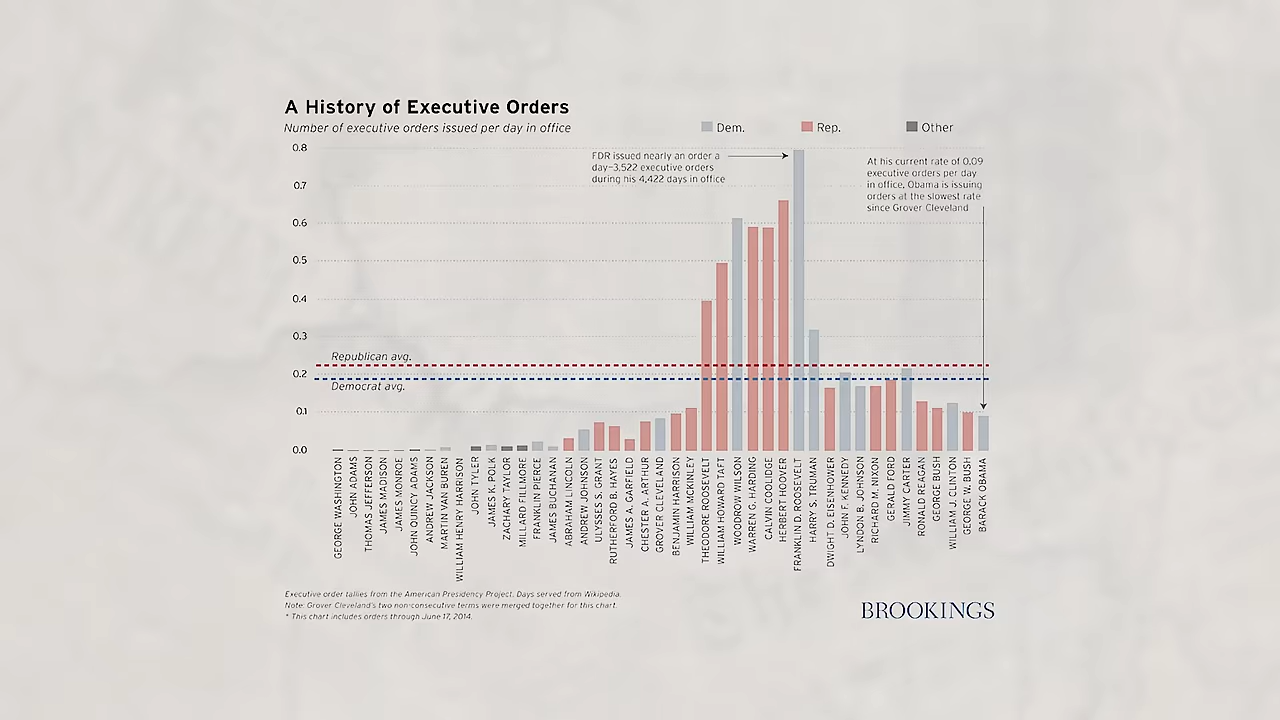 A History of Executive Orders
Number of executive orders issued per day in office
Dem.
Rep.
Other
0.8
0.7
0.6
0.5
0.4
0.3
0.2
0.1
0.0
FDR issued nearly an order a
day–3,522 executive orders
during his 4,422 days in office
At his current rate of 0.09
executive orders per day
in office, Obama is issuing
orders at the slowest rate
since Grover Cleveland
Republican avg.
Democrat avg.
GEORGE WASHINGTON
JOHN ADAMS
THOMAS JEFFERSON
JAMES MADISON
JAMES MONROE
JOHN QUINCY ADAMS
ANDREW JACKSON
MARTIN VAN BUREN
WILLIAM HENRY HARRISON
JOHN TYLER
JAMES K. POLK
ZACHARY TAYLOR
MILLARD FILLMORE
FRANKLIN PIERCE
JAMES BUCHANAN
ABRAHAM LINCOLN
ANDREW JOHNSON
ULYSSES S. GRANT
RUTHERFORD B. HAYES
JAMES A. GARFIELD
CHESTER A. ARTHUR
GROVER CLEVELAND
BENJAMIN HARRISON
WILLIAM MCKINLEY
THEODORE ROOSEVELT
WILLIAM HOWARD TAFT
WOODROW WILSON
WARREN G. HARDING
CALVIN COOLIDGE
HERBERT HOOVER
FRANKLIN D. ROOSEVELT
HARRY S. TRUMAN
DWIGHT D. EISENHOWER
JOHN F. KENNEDY
LYNDON B. JOHNSON
RICHARD M. NIXON
GERALD FORD
JIMMY CARTER
RONALD REAGAN
GEORGE BUSH
WILLIAM J. CLINTON
GEORGE W. BUSH
BARACK OBAMA
Executive order tallies from the American Presidency Project. Days served from Wikipedia.
Note: Grover Cleveland's two non-consecutive terms were merged together for this chart.
* This chart includes orders through June 17, 2014.
BROOKINGS